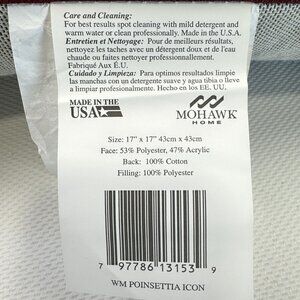 Care and Cleaning:
For best results spot cleaning with mild detergent and
warm water or clean professionally. Made in the U.S.A.
Entretien et Nettoyage: Pour de meilleurs résultats,
nettoyez les taches avec un détergent doux et de l'eau
chaude ou faites nettoyer professionnellement.
Fabriqué Aux É.U.
Cuidado y Limpieza: Para optimos resultados limpie
las manchas con un detergente suave y agua tibia o lleve
a limpiar profesionalmente. Hecho en los EE. UU.
MADE IN THE
USA
MOHAWK
HOME
Size: 17" x 17" 43cm x 43cm
Face: 53% Polyester, 47% Acrylic
Back: 100% Cotton
Filling: 100% Polyester
7 97786 13153 9
WM POINSETTIA ICON